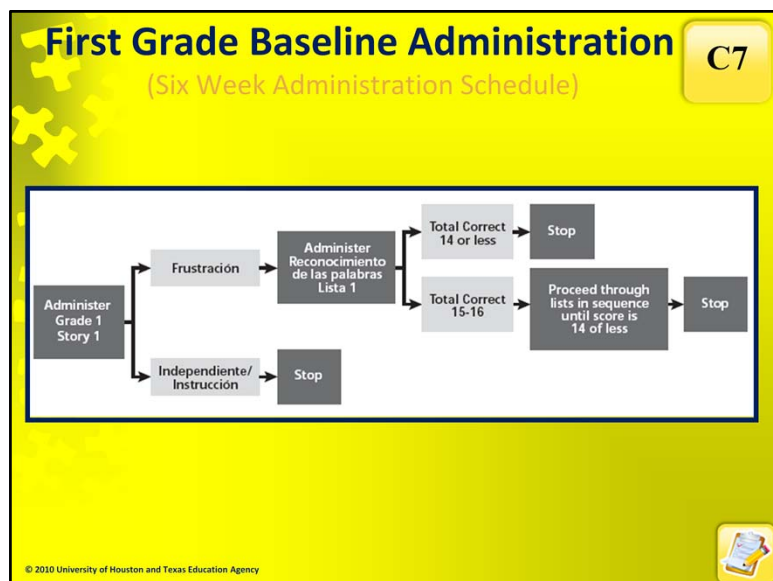 First Grade Baseline Administration
(Six Week Administration Schedule)
C7
Administer
Grade 1
Story 1
Frustración
Administer
Reconocimiento
de las palabras
Lista 1
Total Correct
14 or less
Stop
Total Correct
15-16
Proceed through
lists in sequence
until score is
14 of less
Stop
Independiente/
Instrucción
Stop
© 2010 University of Houston and Texas Education Agency